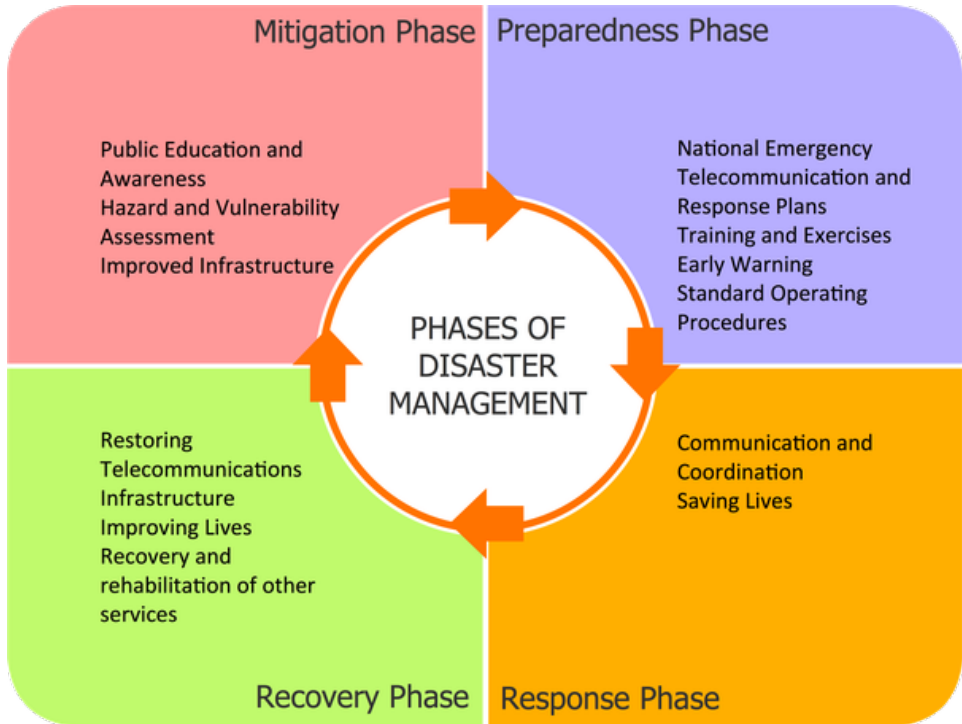 Mitigation Phase
Public Education and
Awareness
Hazard and Vulnerability
Assessment
Improved Infrastructure
Preparedness Phase
National Emergency
Telecommunication and
Response Plans
Training and Exercises
Early Warning
Standard Operating
Procedures
PHASES OF
DISASTER
MANAGEMENT
Restoring
Telecommunications
Infrastructure
Improving Lives
Recovery and
rehabilitation of other
services
Recovery Phase
Communication and
Coordination
Saving Lives
Response Phase